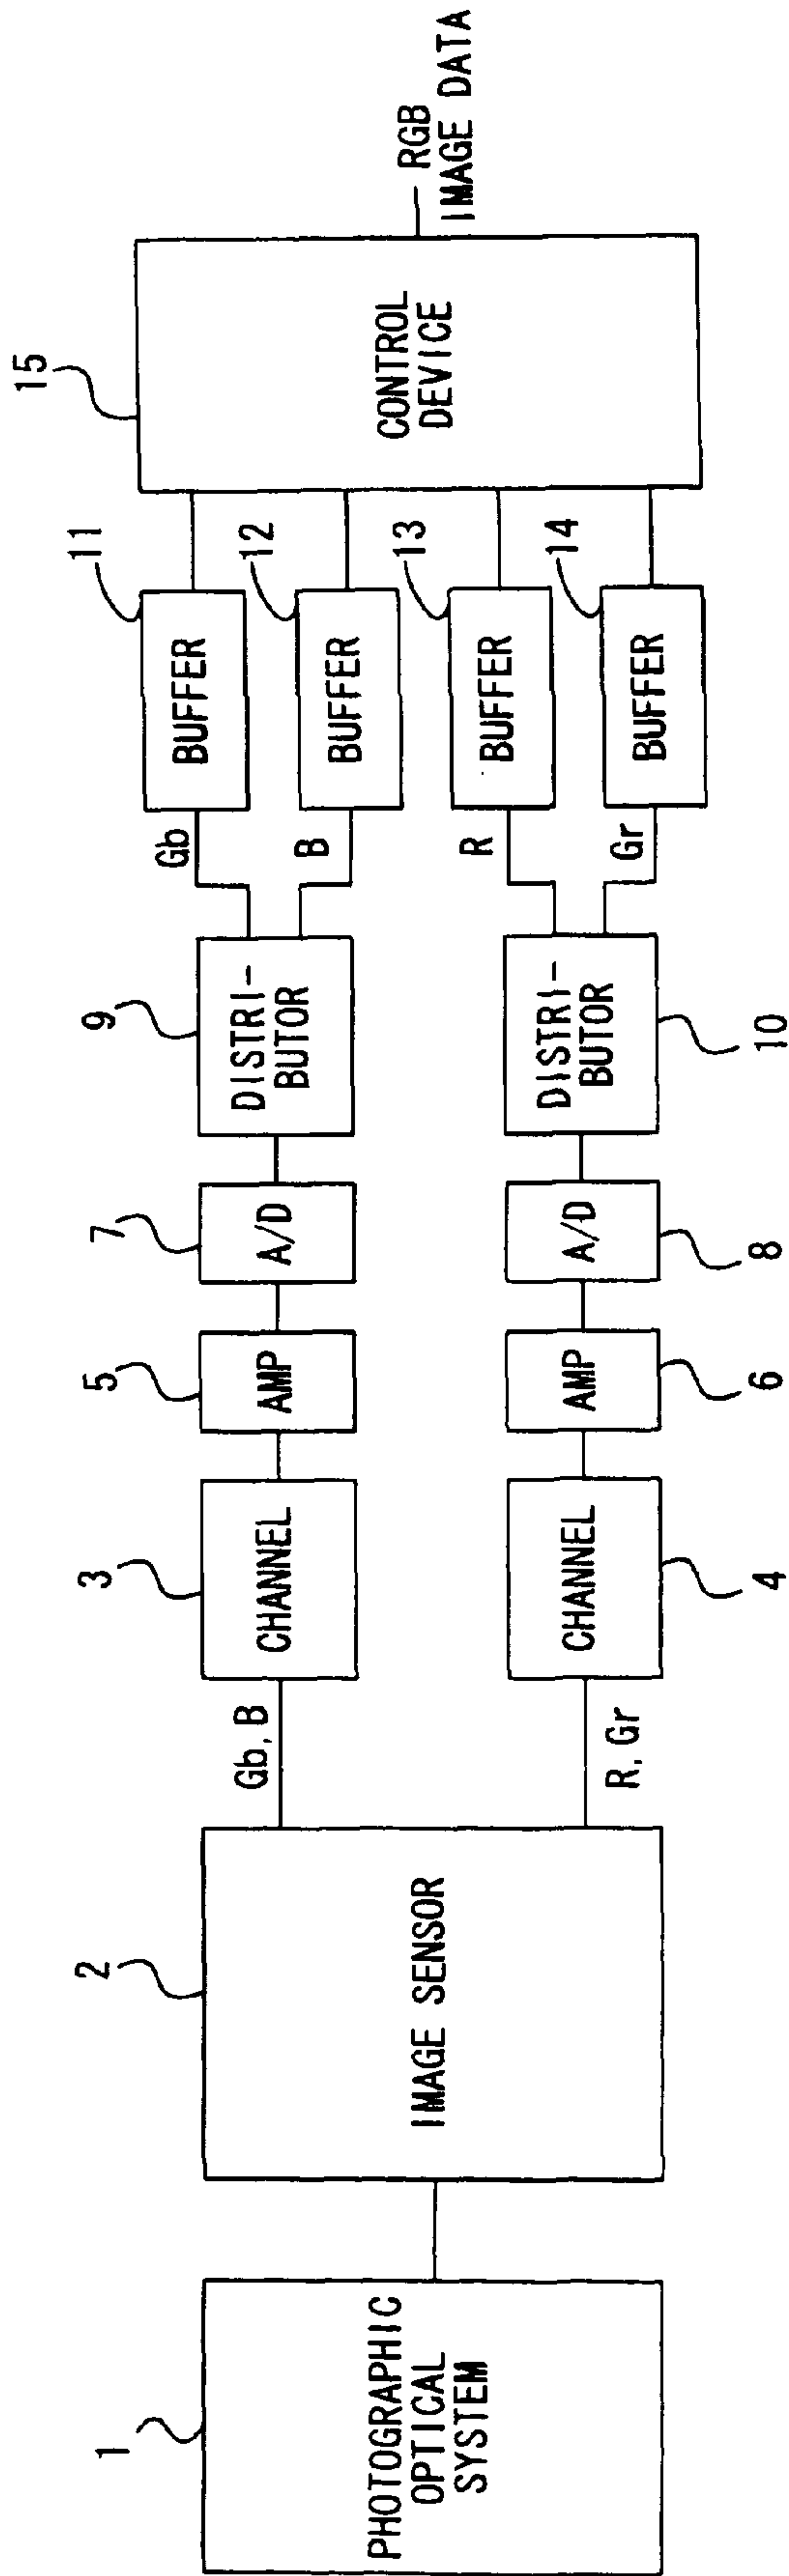 1
PHOTOGRAPHIC
OPTICAL
SYSTEM
2
IMAGE SENSOR
Gb, B
R, Gr
3
CHANNEL
4
CHANNEL
5
AMP
6
AMP
7
A/D
8
A/D
9
DISTRI-
BUTOR
10
DISTRI-
BUTOR
Gb
B
R
Gr
11
BUFFER
12
BUFFER
13
BUFFER
14
BUFFER
15
CONTROL
DEVICE
RGB
IMAGE DATA